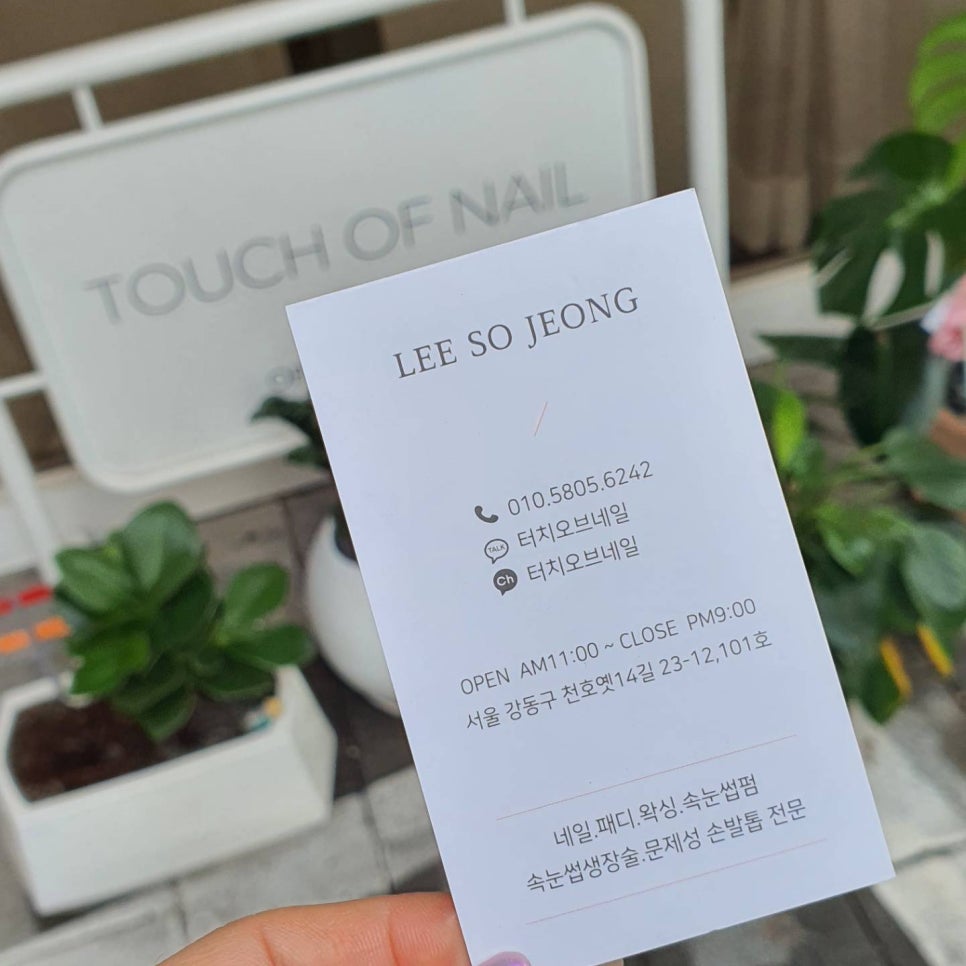 TOUCH OF NAIL
LEE SO JEONG
010.5805.6242
TALK 터치오브네일
Ch 터치오브네일
OPEN AM11:00 ~ CLOSE PM9:00
서울 강동구 천호옛14길 23-12,101호
네일.패디.왁싱.속눈썹펌
속눈썹생장술.문제성 손발톱 전문